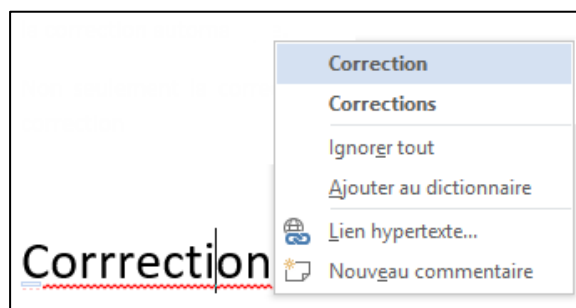 Correction
Corrections
Ignorer tout
Ajouter au dictionnaire
Lien hypertexte...
Nouveau commentaire
Corrrection